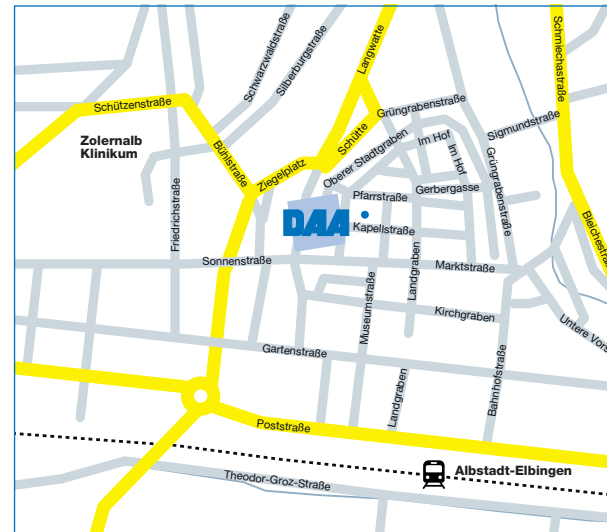 Schwarzwaldstraße
Silberburgstraße
Langwatte
Schmiechastraße
Schützenstraße
Grüngrabenstraße
Sigmundstraße
Zolernalb
Klinikum
Bühlstraße
Ziegelplatz
Schütte
Oberer Stadtgraben
Im Hof
Im Hof
Grüngrabenstraße
Friedrichstraße
Pfarrstraße
Gerbergasse
Bleichestra
DAA
Kapellstraße
Sonnenstraße
Landgraben
Marktstraße
Museumstraße
Kirchgraben
Untere Vors
Gartenstraße
Landgraben
Bahnhofstraße
Poststraße
Theodor-Groz-Straße
Albstadt-Elbingen